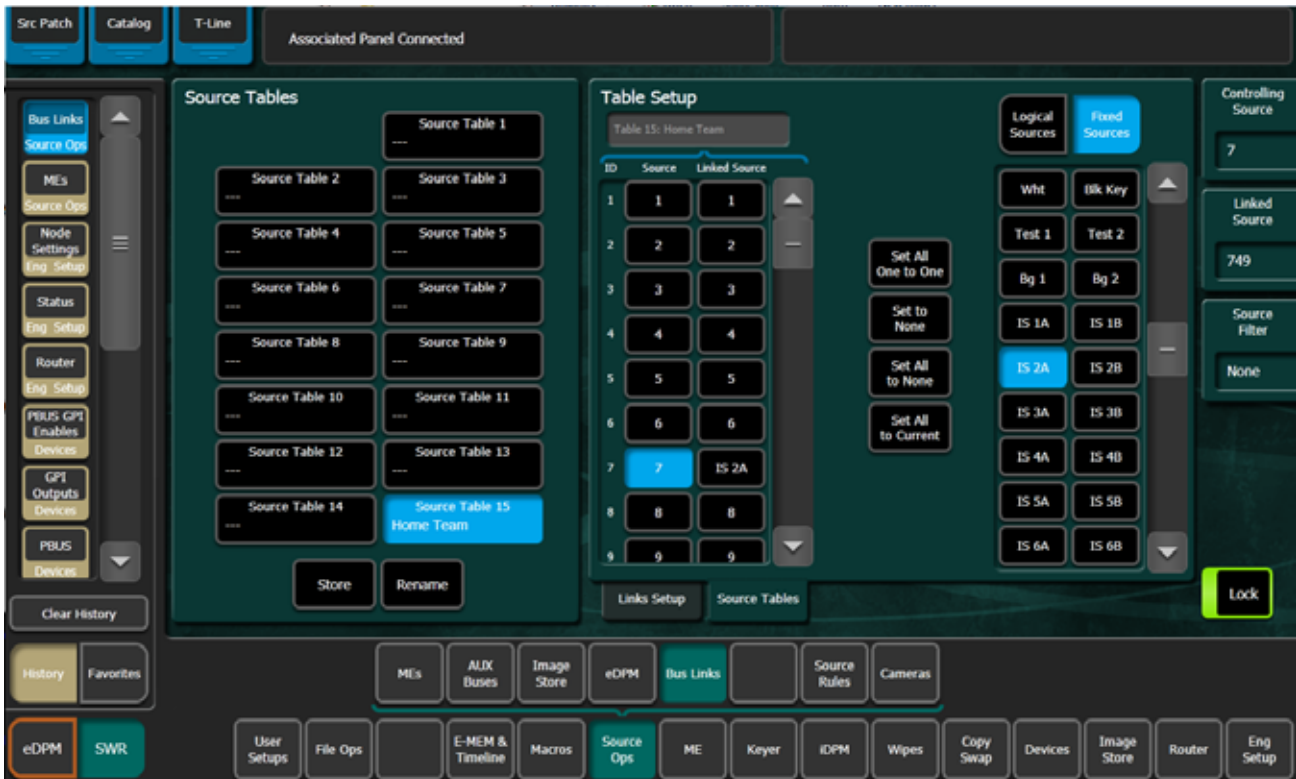 Src Patch
Catalog
T-Line
Associated Panel Connected
Bus Links
Source Ops
MEs
Source Ops
Node
Settings
Eng Setup
Status
Eng Setup
Router
Eng Setup
PBUS GPI
Enables
Devices
GPI
Outputs
Devices
PBUS
Devices
Clear History
History
Favorites
eDPM
SWR
Source Tables
Source Table 1
---
Source Table 2
---
Source Table 3
---
Source Table 4
---
Source Table 5
---
Source Table 6
---
Source Table 7
---
Source Table 8
---
Source Table 9
---
Source Table 10
---
Source Table 11
---
Source Table 12
---
Source Table 13
---
Source Table 14
---
Source Table 15
Home Team
Store
Rename
Table Setup
Table 15: Home Team
ID Source Linked Source
1 1 1
2 2 2
3 3 3
4 4 4
5 5 5
6 6 6
7 7 IS 2A
8 8 8
9 9 9
Set All
One to One
Set to
None
Set All
to None
Set All
to Current
Logical
Sources
Fixed
Sources
Wht Blk Key
Test 1 Test 2
Bg 1 Bg 2
IS 1A IS 1B
IS 2A IS 2B
IS 3A IS 3B
IS 4A IS 4B
IS 5A IS 5B
IS 6A IS 6B
Links Setup
Source Tables
Controlling
Source
7
Linked
Source
749
Source
Filter
None
Lock
MEs
AUX
Buses
Image
Store
eDPM
Bus Links
Source
Rules
Cameras
User
Setups
File Ops
E-MEM &
Timeline
Macros
Source
Ops
ME
Keyer
iDPM
Wipes
Copy
Swap
Devices
Image
Store
Router
Eng
Setup